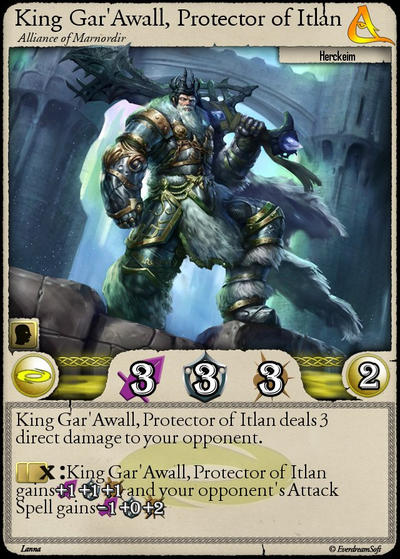 King Gar'Awall, Protector of Itlan
Alliance of Marnordir
Herckeim
3 3 3 2
King Gar'Awall, Protector of Itlan deals 3
direct damage to your opponent.
X :King Gar'Awall, Protector of Itlan
gains +1 +1 +1 and your opponent's Attack
Spell gains -1 +0 +2
Lanna © EverdreamSoft